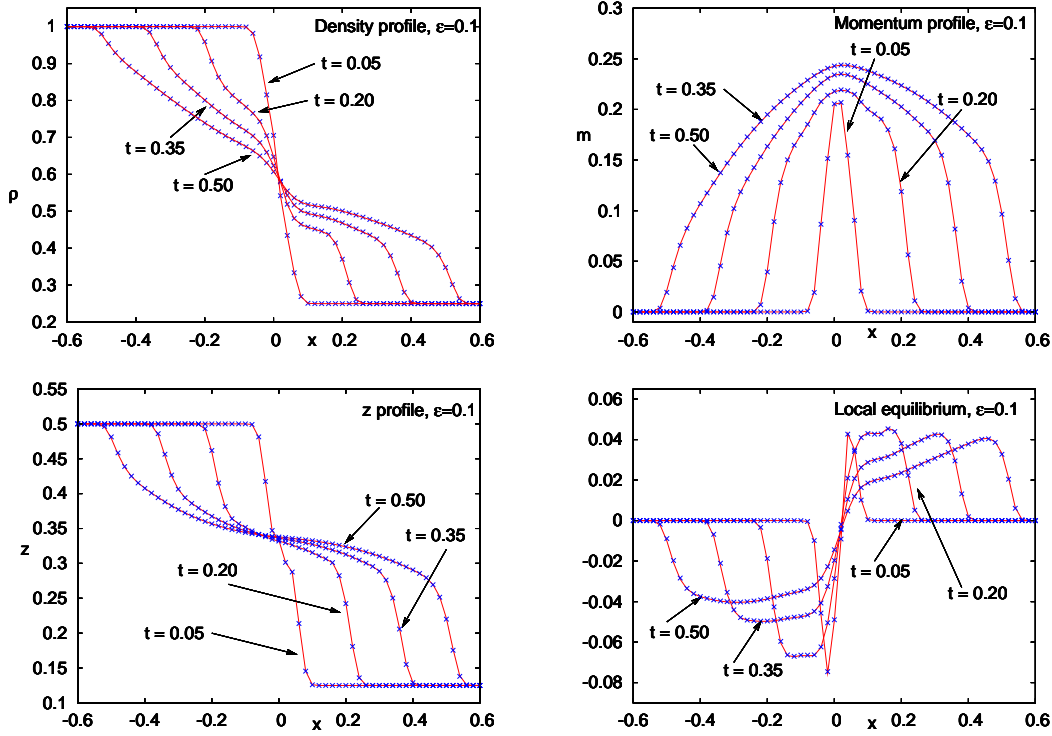 Density profile, ε=0.1
1
0.9
0.8
0.7
0.6
0.5
0.4
0.3
0.2
ρ
t = 0.05
t = 0.20
t = 0.35
t = 0.50
-0.6 -0.4 -0.2 0 0.2 0.4 0.6
x
Momentum profile, ε=0.1
0.3
0.25
0.2
0.15
0.1
0.05
0
m
t = 0.05
t = 0.35
t = 0.20
t = 0.50
-0.6 -0.4 -0.2 0 0.2 0.4 0.6
x
z profile, ε=0.1
0.55
0.5
0.45
0.4
0.35
0.3
0.25
0.2
0.15
0.1
z
t = 0.50
t = 0.35
t = 0.20
t = 0.05
-0.6 -0.4 -0.2 0 0.2 0.4 0.6
x
Local equilibrium, ε=0.1
0.06
0.04
0.02
0
-0.02
-0.04
-0.06
-0.08
t = 0.05
t = 0.20
t = 0.50
t = 0.35
-0.6 -0.4 -0.2 0 0.2 0.4 0.6
x